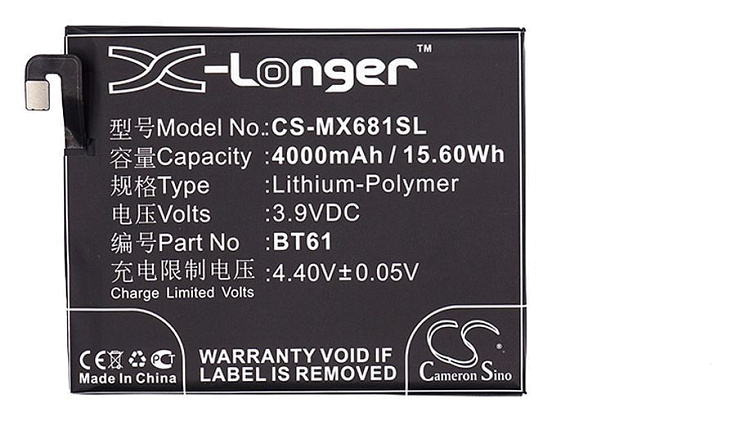 X-Longer™
型号Model No.:CS-MX681SL
容量Capacity :4000mAh / 15.60Wh
规格Type :Lithium-Polymer
电压Volts :3.9VDC
编号Part No :BT61
充电限制电压 :4.40V±0.05V
Charge Limited Volts
CE
Made In China
WARRANTY VOID IF
LABEL IS REMOVED
CS
Cameron Sino